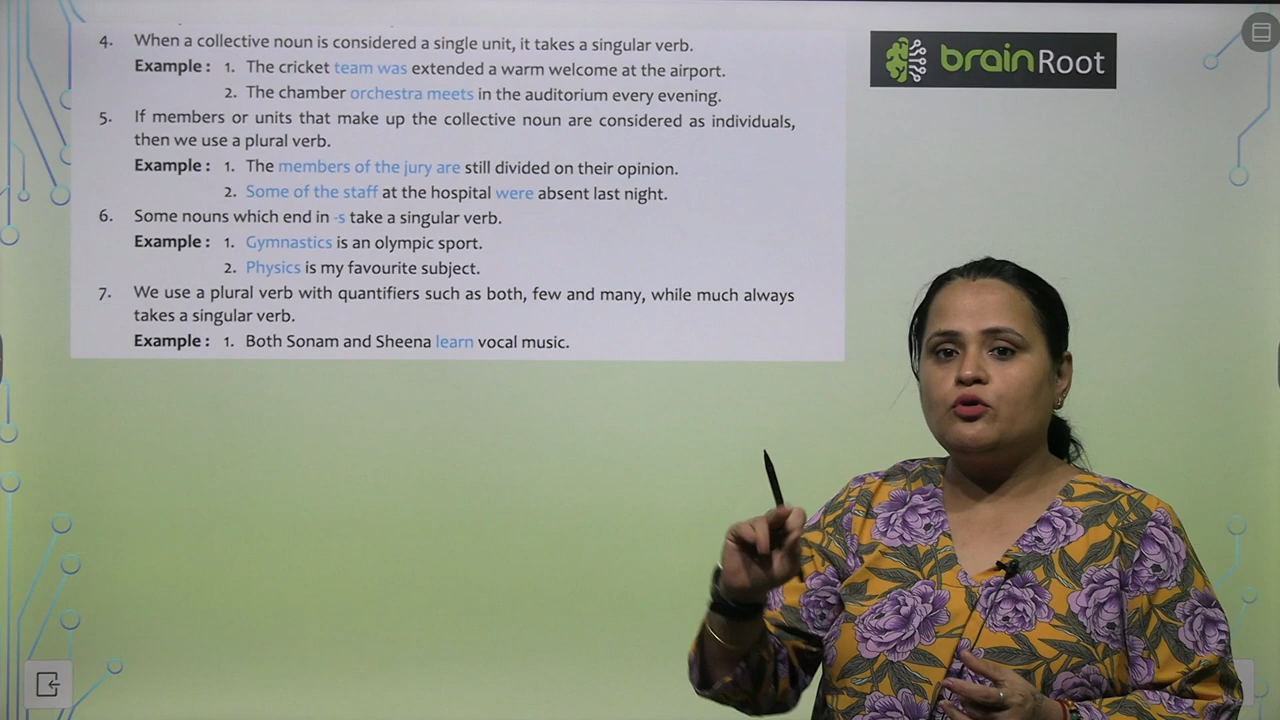 4. When a collective noun is considered a single unit, it takes a singular verb.
Example : 1. The cricket team was extended a warm welcome at the airport.
2. The chamber orchestra meets in the auditorium every evening.
5. If members or units that make up the collective noun are considered as individuals,
then we use a plural verb.
Example : 1. The members of the jury are still divided on their opinion.
2. Some of the staff at the hospital were absent last night.
6. Some nouns which end in -s take a singular verb.
Example : 1. Gymnastics is an olympic sport.
2. Physics is my favourite subject.
7. We use a plural verb with quantifiers such as both, few and many, while much always
takes a singular verb.
Example : 1. Both Sonam and Sheena learn vocal music.
brainRoot